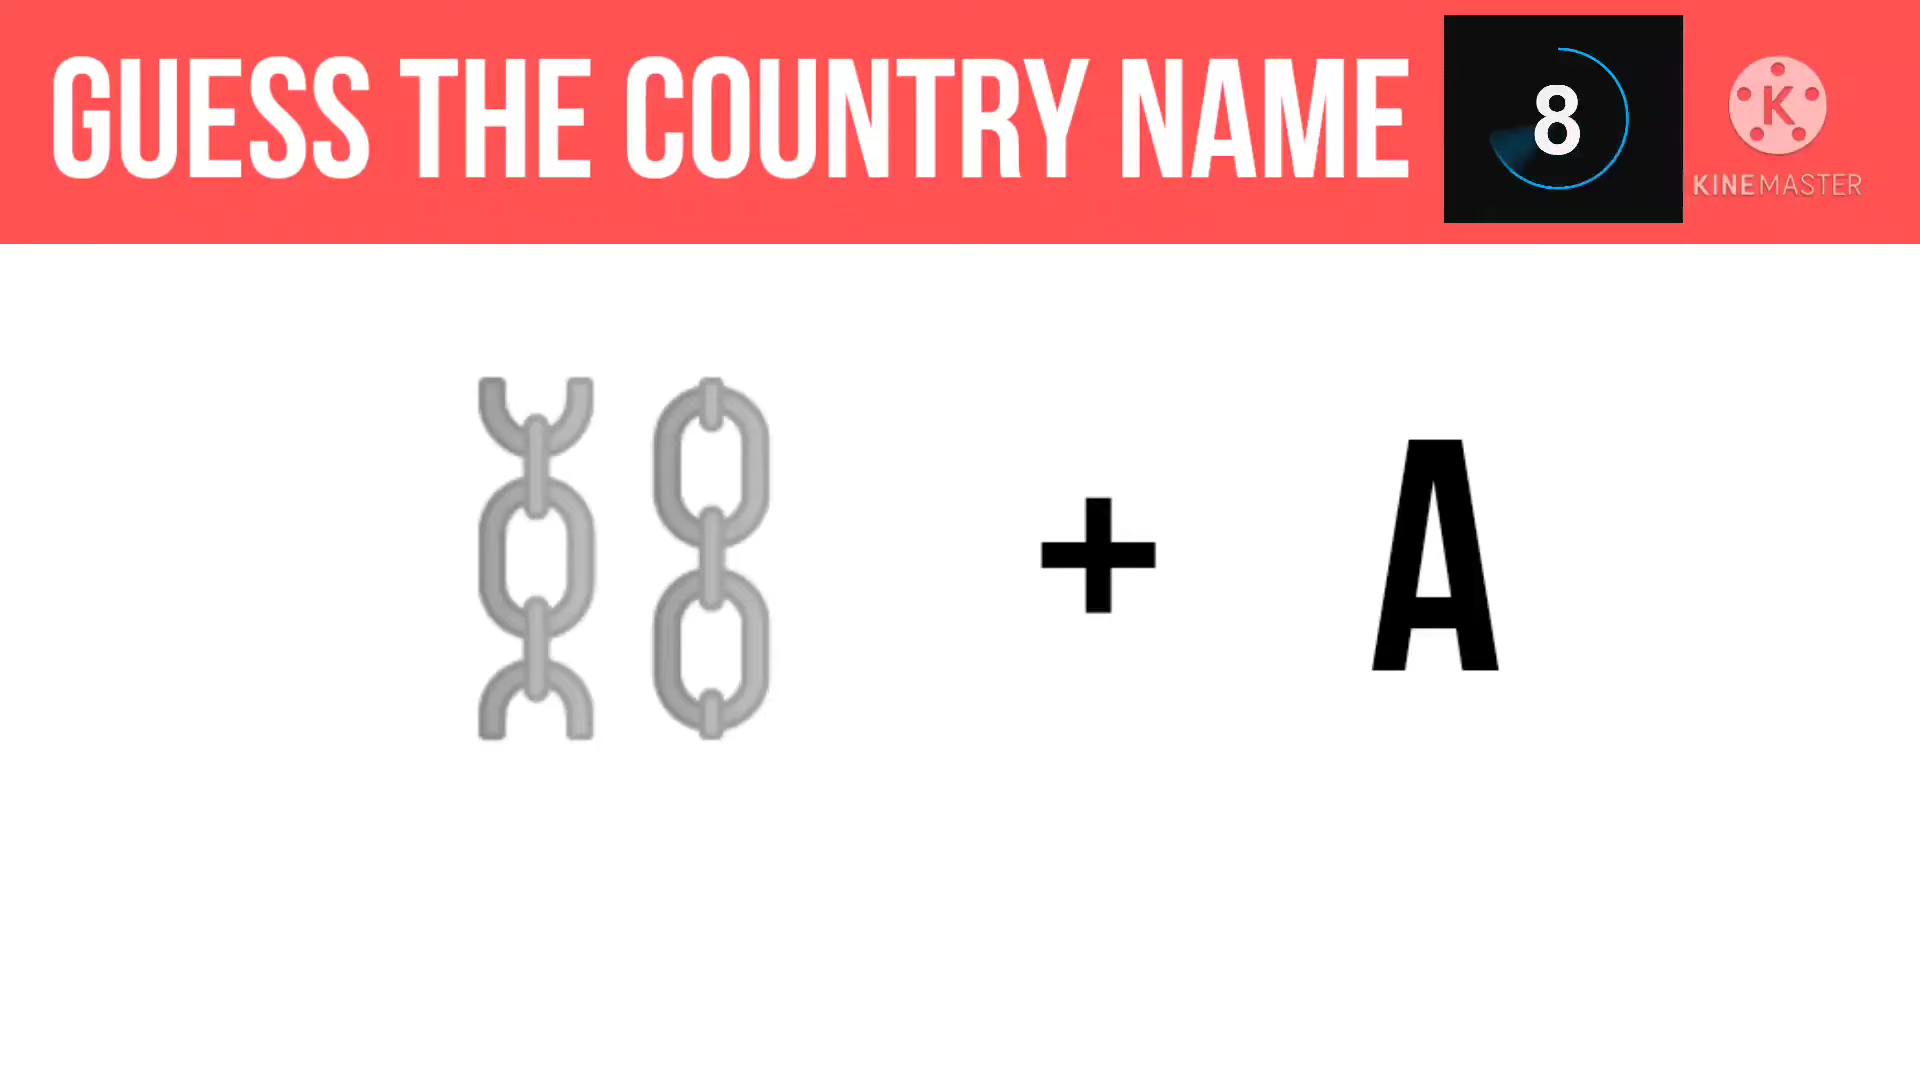 GUESS THE COUNTRY NAME
8
K
KINEMASTER
+ A